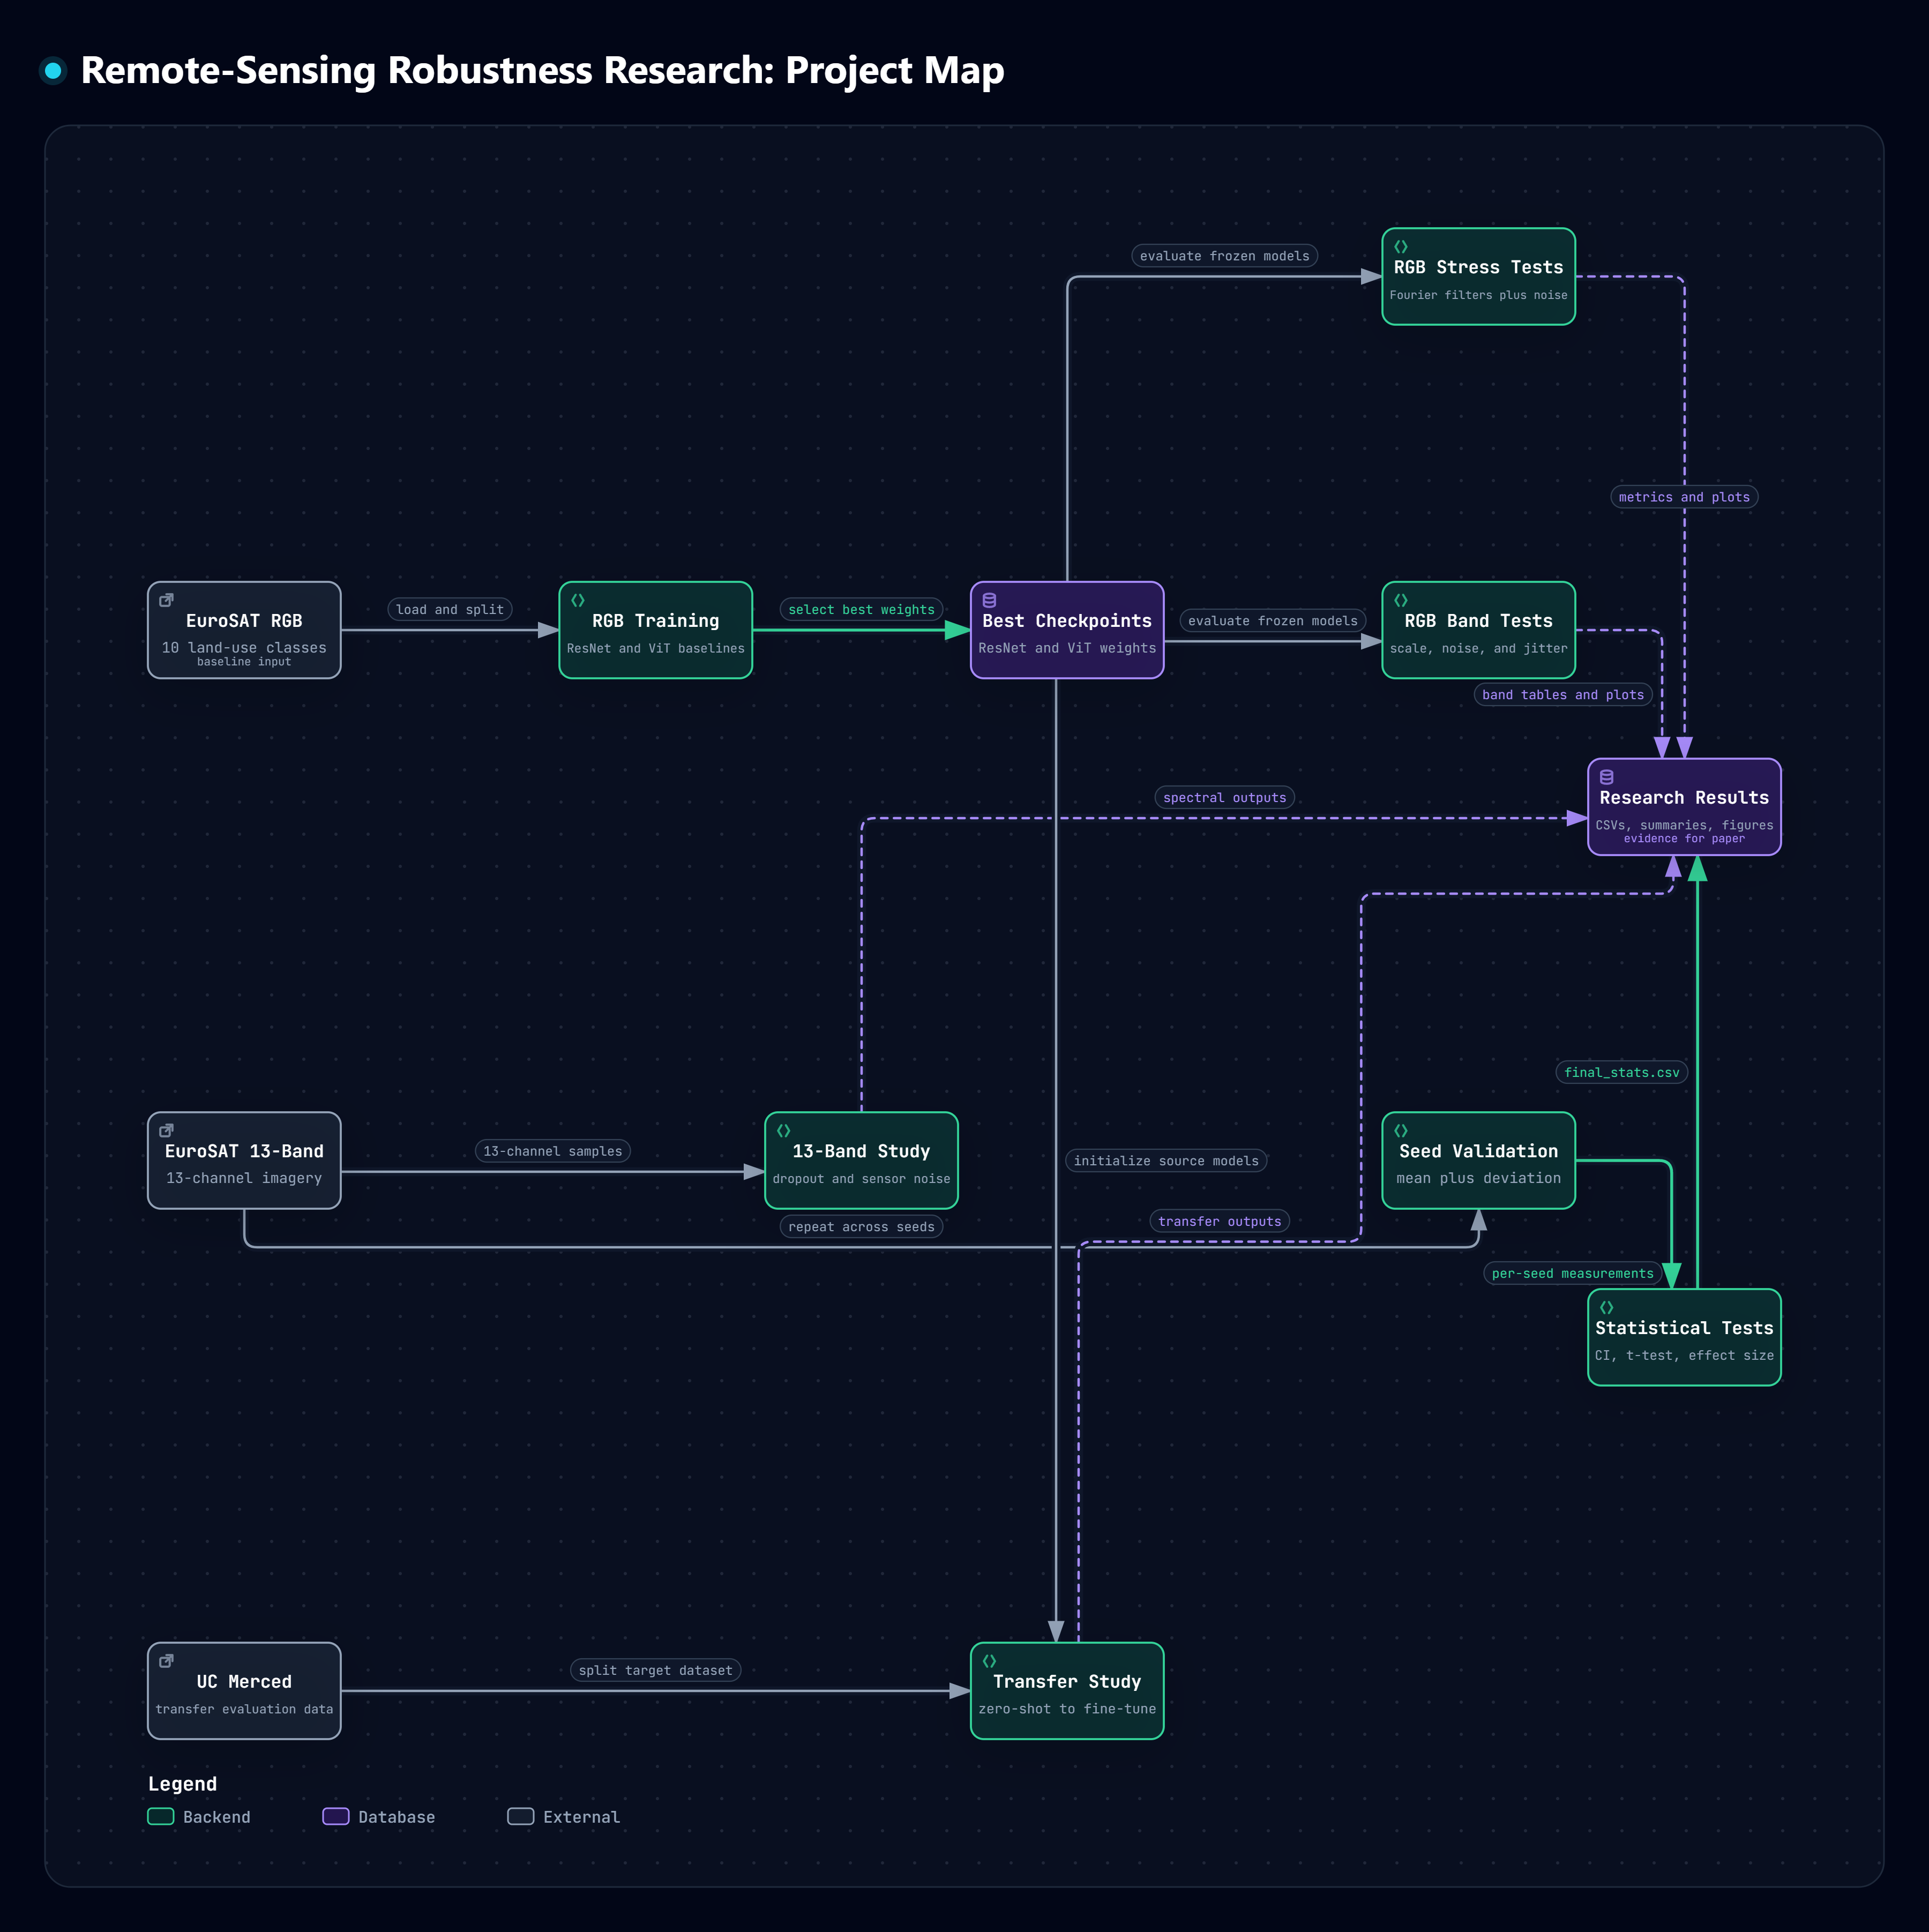 Remote-Sensing Robustness Research: Project Map
evaluate frozen models
RGB Stress Tests
Fourier filters plus noise
metrics and plots
EuroSAT RGB
10 land-use classes
baseline input
load and split
RGB Training
ResNet and ViT baselines
select best weights
Best Checkpoints
ResNet and ViT weights
evaluate frozen models
RGB Band Tests
scale, noise, and jitter
band tables and plots
spectral outputs
Research Results
CSVs, summaries, figures
evidence for paper
final_stats.csv
EuroSAT 13-Band
13-channel imagery
13-channel samples
13-Band Study
dropout and sensor noise
initialize source models
Seed Validation
mean plus deviation
repeat across seeds
transfer outputs
per-seed measurements
Statistical Tests
CI, t-test, effect size
UC Merced
transfer evaluation data
split target dataset
Transfer Study
zero-shot to fine-tune
Legend
Backend
Database
External